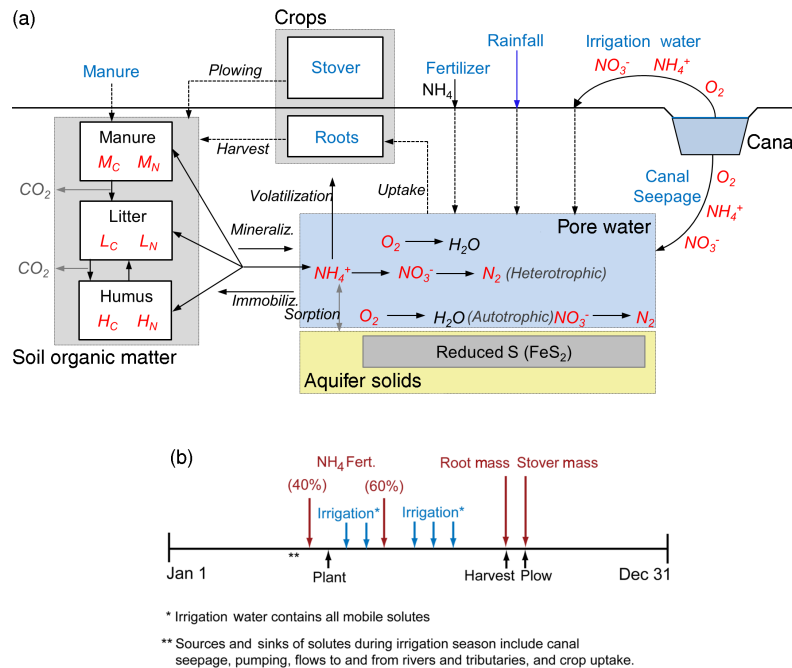 (a)
Crops
Stover
Roots
Manure
Plowing
Harvest
Fertilizer
NH4
Rainfall
Irrigation water
NO3-
NH4+
O2
Cana
Canal
Seepage
O2
NH4+
NO3-
Manure
MC MN
CO2
Litter
LC LN
CO2
Humus
HC HN
Soil organic matter
Volatilization
Uptake
Mineraliz.
Immobiliz.
Sorption
Pore water
O2 H2O
NH4+ NO3- N2 (Heterotrophic)
O2 H2O (Autotrophic) NO3- N2
Reduced S (FeS2)
Aquifer solids
(b)
NH4 Fert.
(40%) (60%)
Irrigation* Irrigation*
Root mass Stover mass
**
Jan 1 Plant Harvest Plow Dec 31
* Irrigation water contains all mobile solutes
** Sources and sinks of solutes during irrigation season include canal
seepage, pumping, flows to and from rivers and tributaries, and crop uptake.